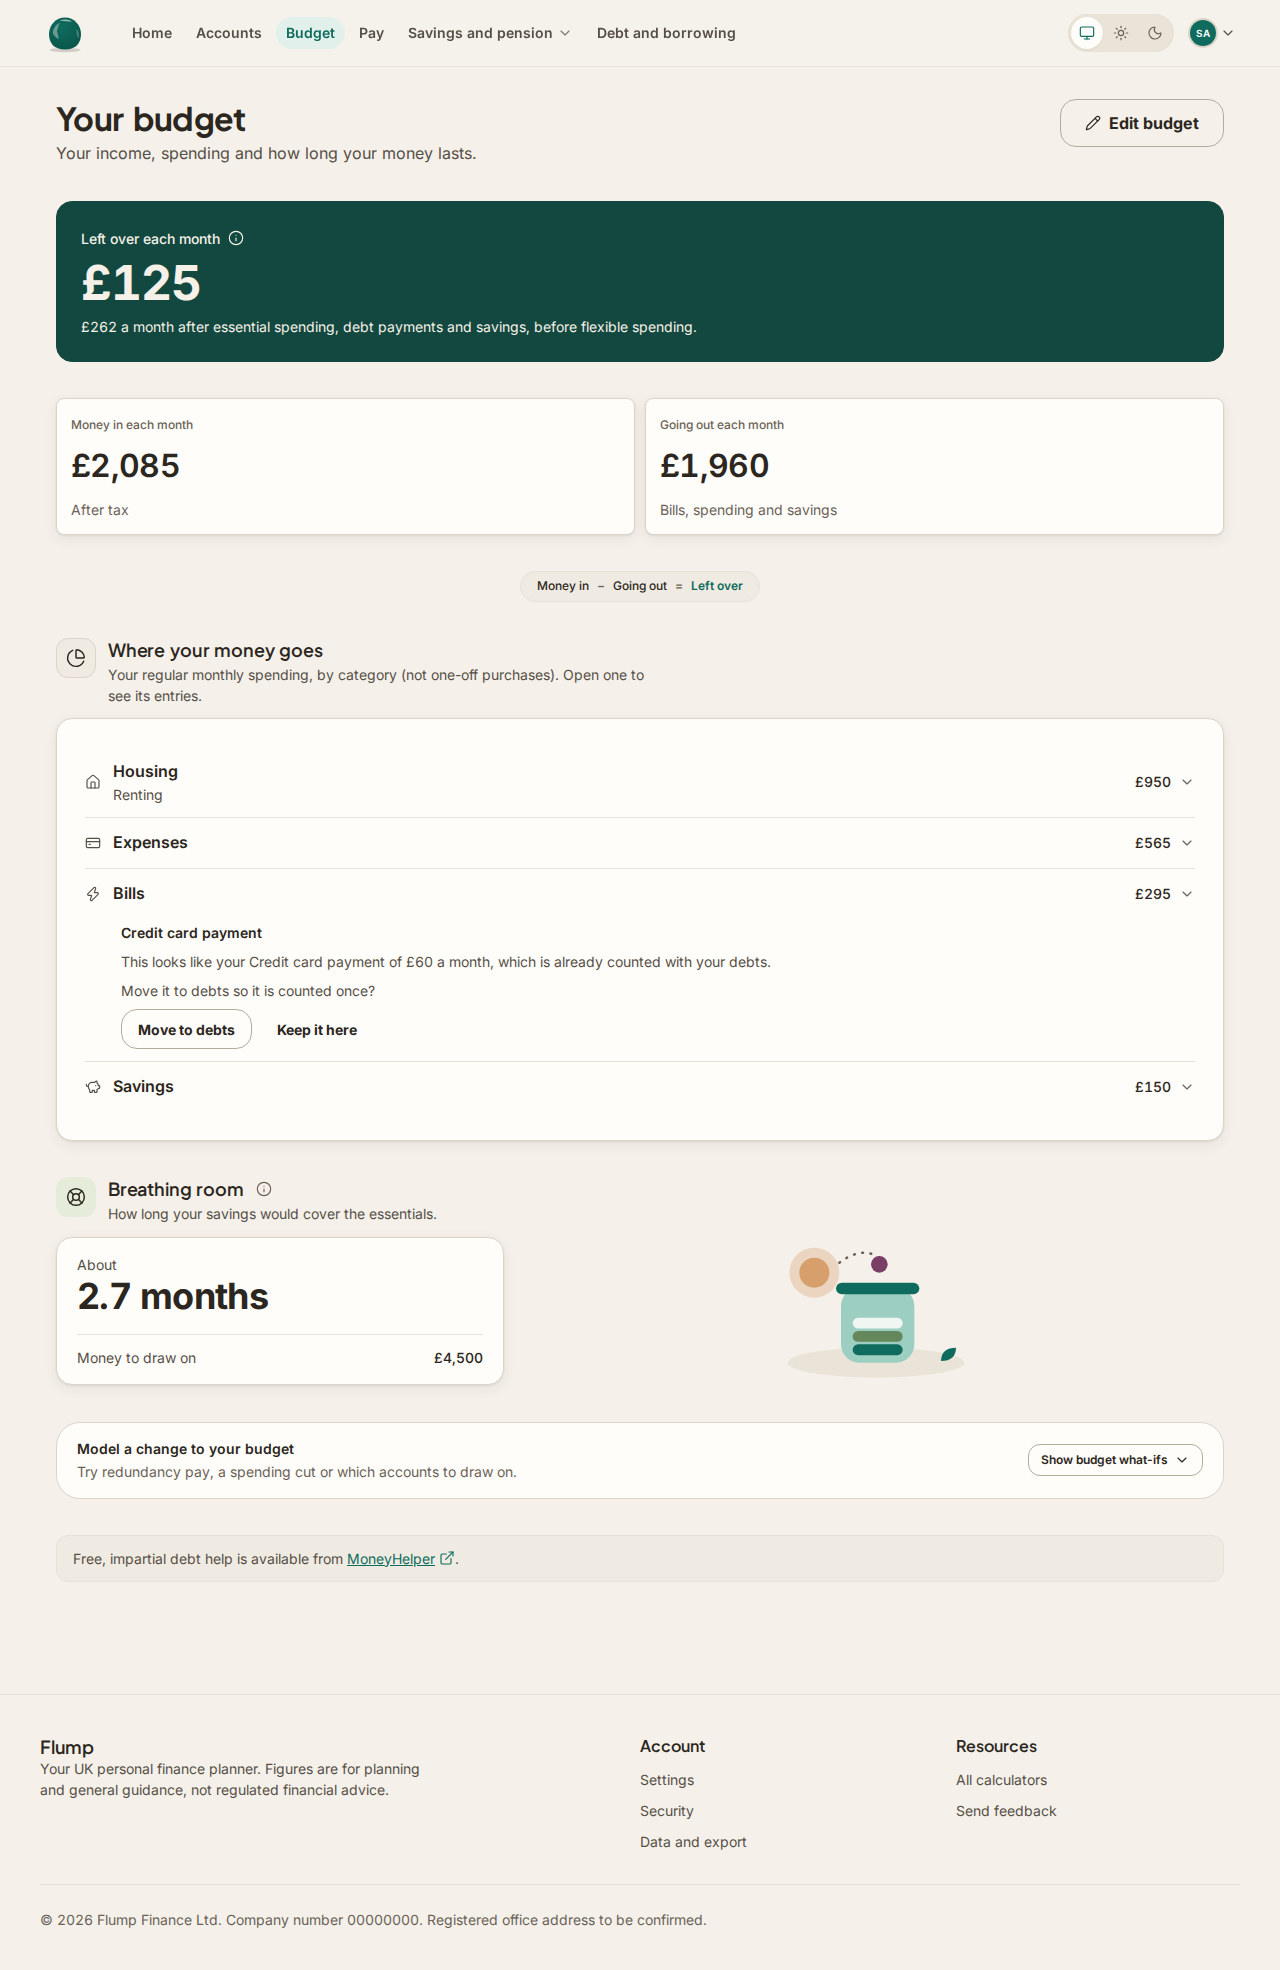 Home
Accounts
Budget
Pay
Savings and pension
Debt and borrowing
SA
Your budget
Your income, spending and how long your money lasts.
Edit budget
Left over each month
£125
£262 a month after essential spending, debt payments and savings, before flexible spending.
Money in each month
£2,085
After tax
Going out each month
£1,960
Bills, spending and savings
Money in − Going out = Left over
Where your money goes
Your regular monthly spending, by category (not one-off purchases). Open one to
see its entries.
Housing
Renting
£950
Expenses
£565
Bills
£295
Credit card payment
This looks like your Credit card payment of £60 a month, which is already counted with your debts.
Move it to debts so it is counted once?
Move to debts
Keep it here
Savings
£150
Breathing room
How long your savings would cover the essentials.
About
2.7 months
Money to draw on
£4,500
Model a change to your budget
Try redundancy pay, a spending cut or which accounts to draw on.
Show budget what-ifs
Free, impartial debt help is available from MoneyHelper.
Flump
Your UK personal finance planner. Figures are for planning
and general guidance, not regulated financial advice.
Account
Settings
Security
Data and export
Resources
All calculators
Send feedback
© 2026 Flump Finance Ltd. Company number 00000000. Registered office address to be confirmed.